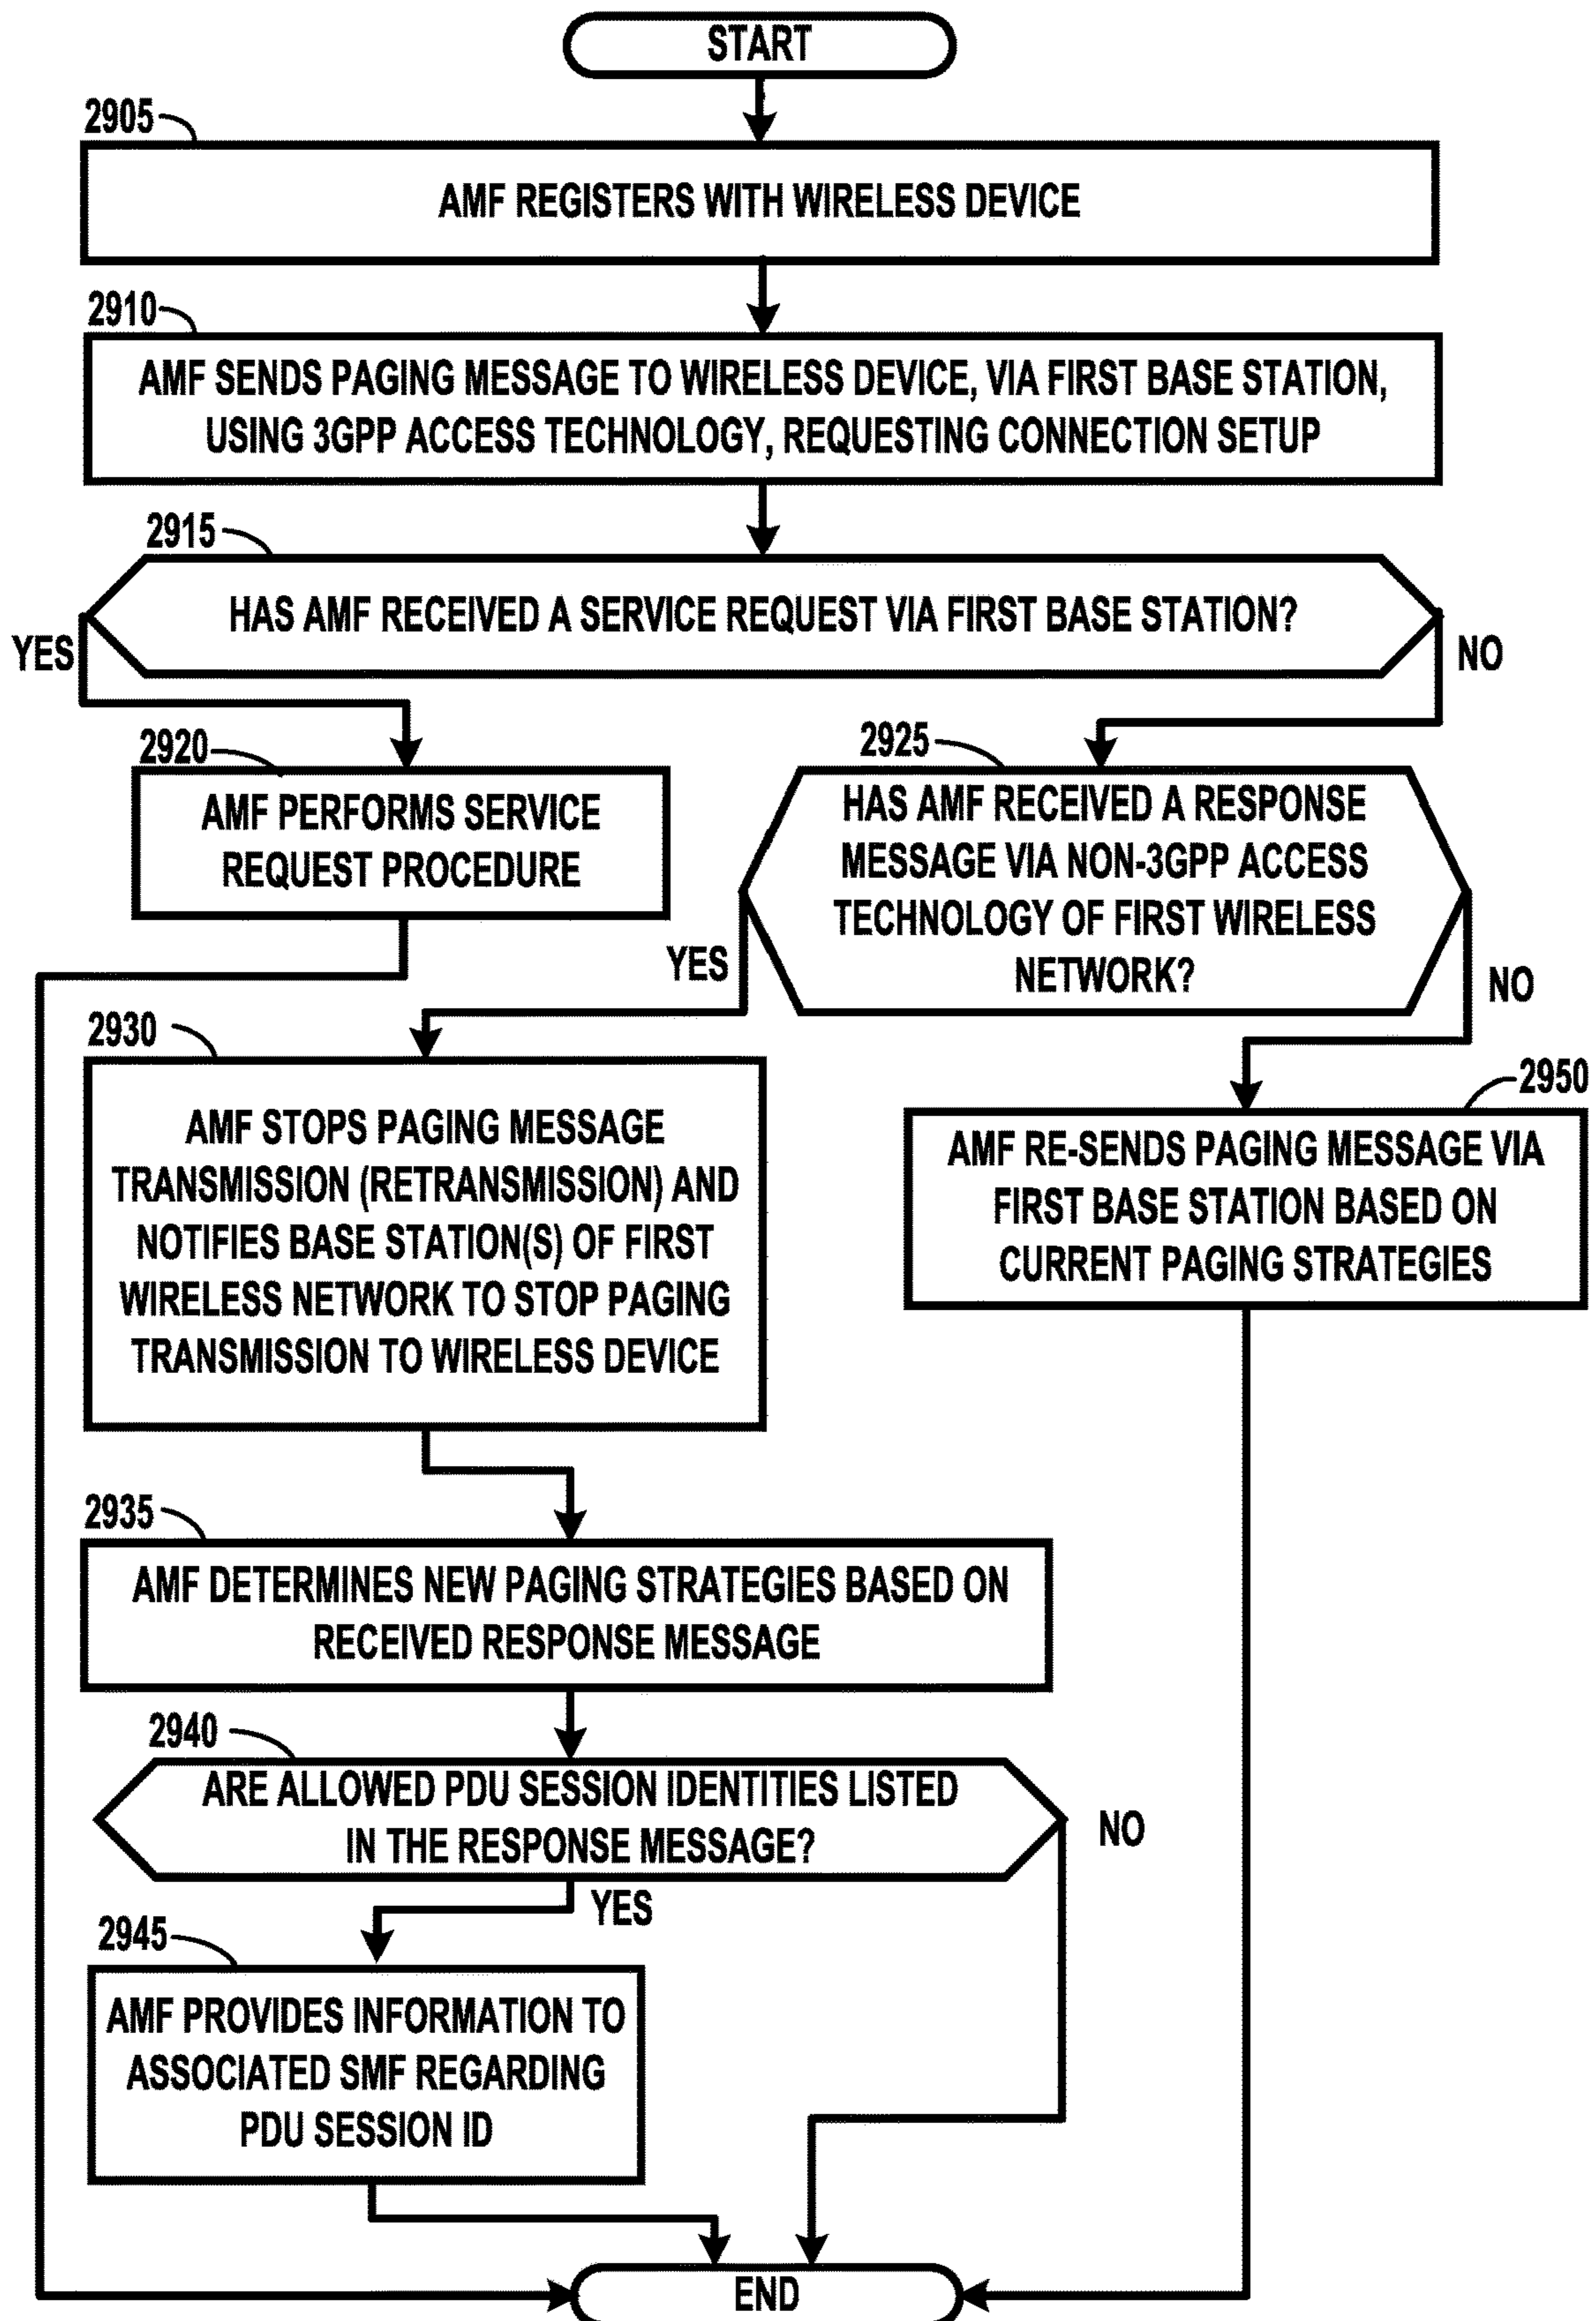 START
2905
AMF REGISTERS WITH WIRELESS DEVICE
2910
AMF SENDS PAGING MESSAGE TO WIRELESS DEVICE, VIA FIRST BASE STATION,
USING 3GPP ACCESS TECHNOLOGY, REQUESTING CONNECTION SETUP
2915
HAS AMF RECEIVED A SERVICE REQUEST VIA FIRST BASE STATION?
YES
NO
2920
AMF PERFORMS SERVICE
REQUEST PROCEDURE
2925
HAS AMF RECEIVED A RESPONSE
MESSAGE VIA NON-3GPP ACCESS
TECHNOLOGY OF FIRST WIRELESS
NETWORK?
YES
NO
2930
AMF STOPS PAGING MESSAGE
TRANSMISSION (RETRANSMISSION) AND
NOTIFIES BASE STATION(S) OF FIRST
WIRELESS NETWORK TO STOP PAGING
TRANSMISSION TO WIRELESS DEVICE
2950
AMF RE-SENDS PAGING MESSAGE VIA
FIRST BASE STATION BASED ON
CURRENT PAGING STRATEGIES
2935
AMF DETERMINES NEW PAGING STRATEGIES BASED ON
RECEIVED RESPONSE MESSAGE
2940
ARE ALLOWED PDU SESSION IDENTITIES LISTED
IN THE RESPONSE MESSAGE?
NO
YES
2945
AMF PROVIDES INFORMATION TO
ASSOCIATED SMF REGARDING
PDU SESSION ID
END